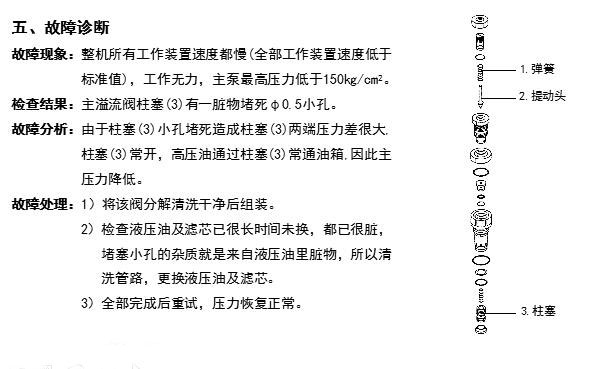 五、故障诊断
故障现象：整机所有工作装置速度都慢(全部工作装置速度低于
标准值)，工作无力，主泵最高压力低于150kg/cm²。
检查结果：主溢流阀柱塞(3)有一脏物堵死φ0.5小孔。
故障分析：由于柱塞(3)小孔堵死造成柱塞(3)两端压力差很大.
柱塞(3)常开，高压油通过柱塞(3)常通油箱.因此主
压力降低。
故障处理：1）将该阀分解清洗干净后组装。
2）检查液压油及滤芯已很长时间未换，都已很脏，
堵塞小孔的杂质就是来自液压油里脏物，所以清
洗管路，更换液压油及滤芯。
3）全部完成后重试，压力恢复正常。
1.弹簧
2.提动头
3.柱塞